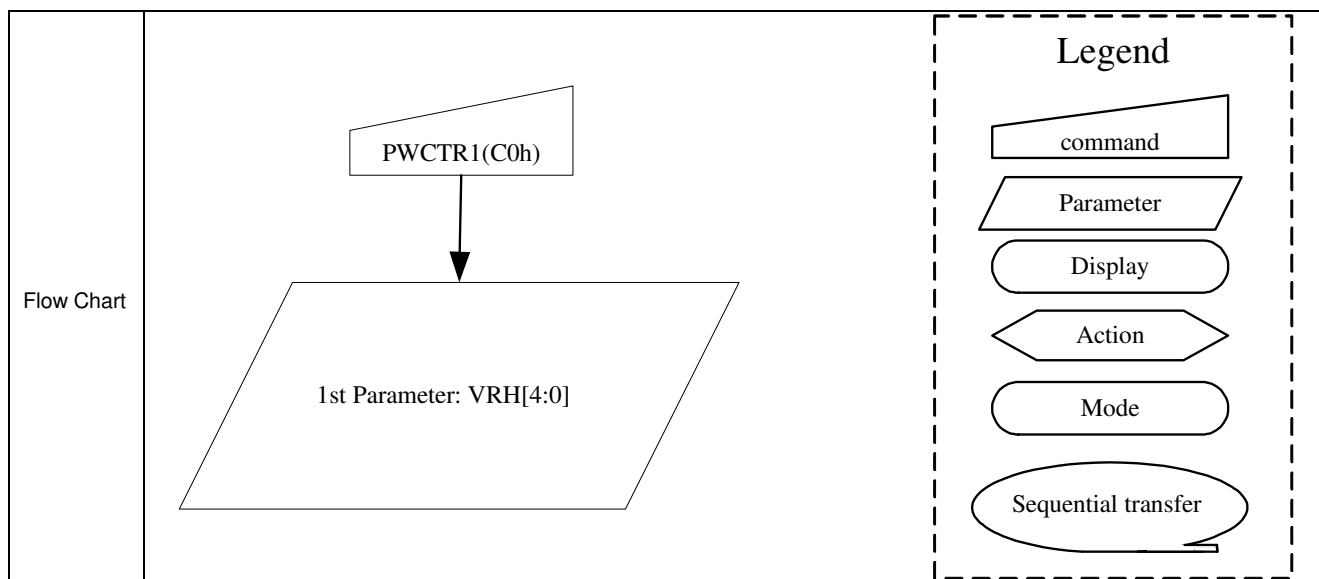 Flow Chart
PWCTR1(C0h)
1st Parameter: VRH[4:0]
Legend
command
Parameter
Display
Action
Mode
Sequential transfer